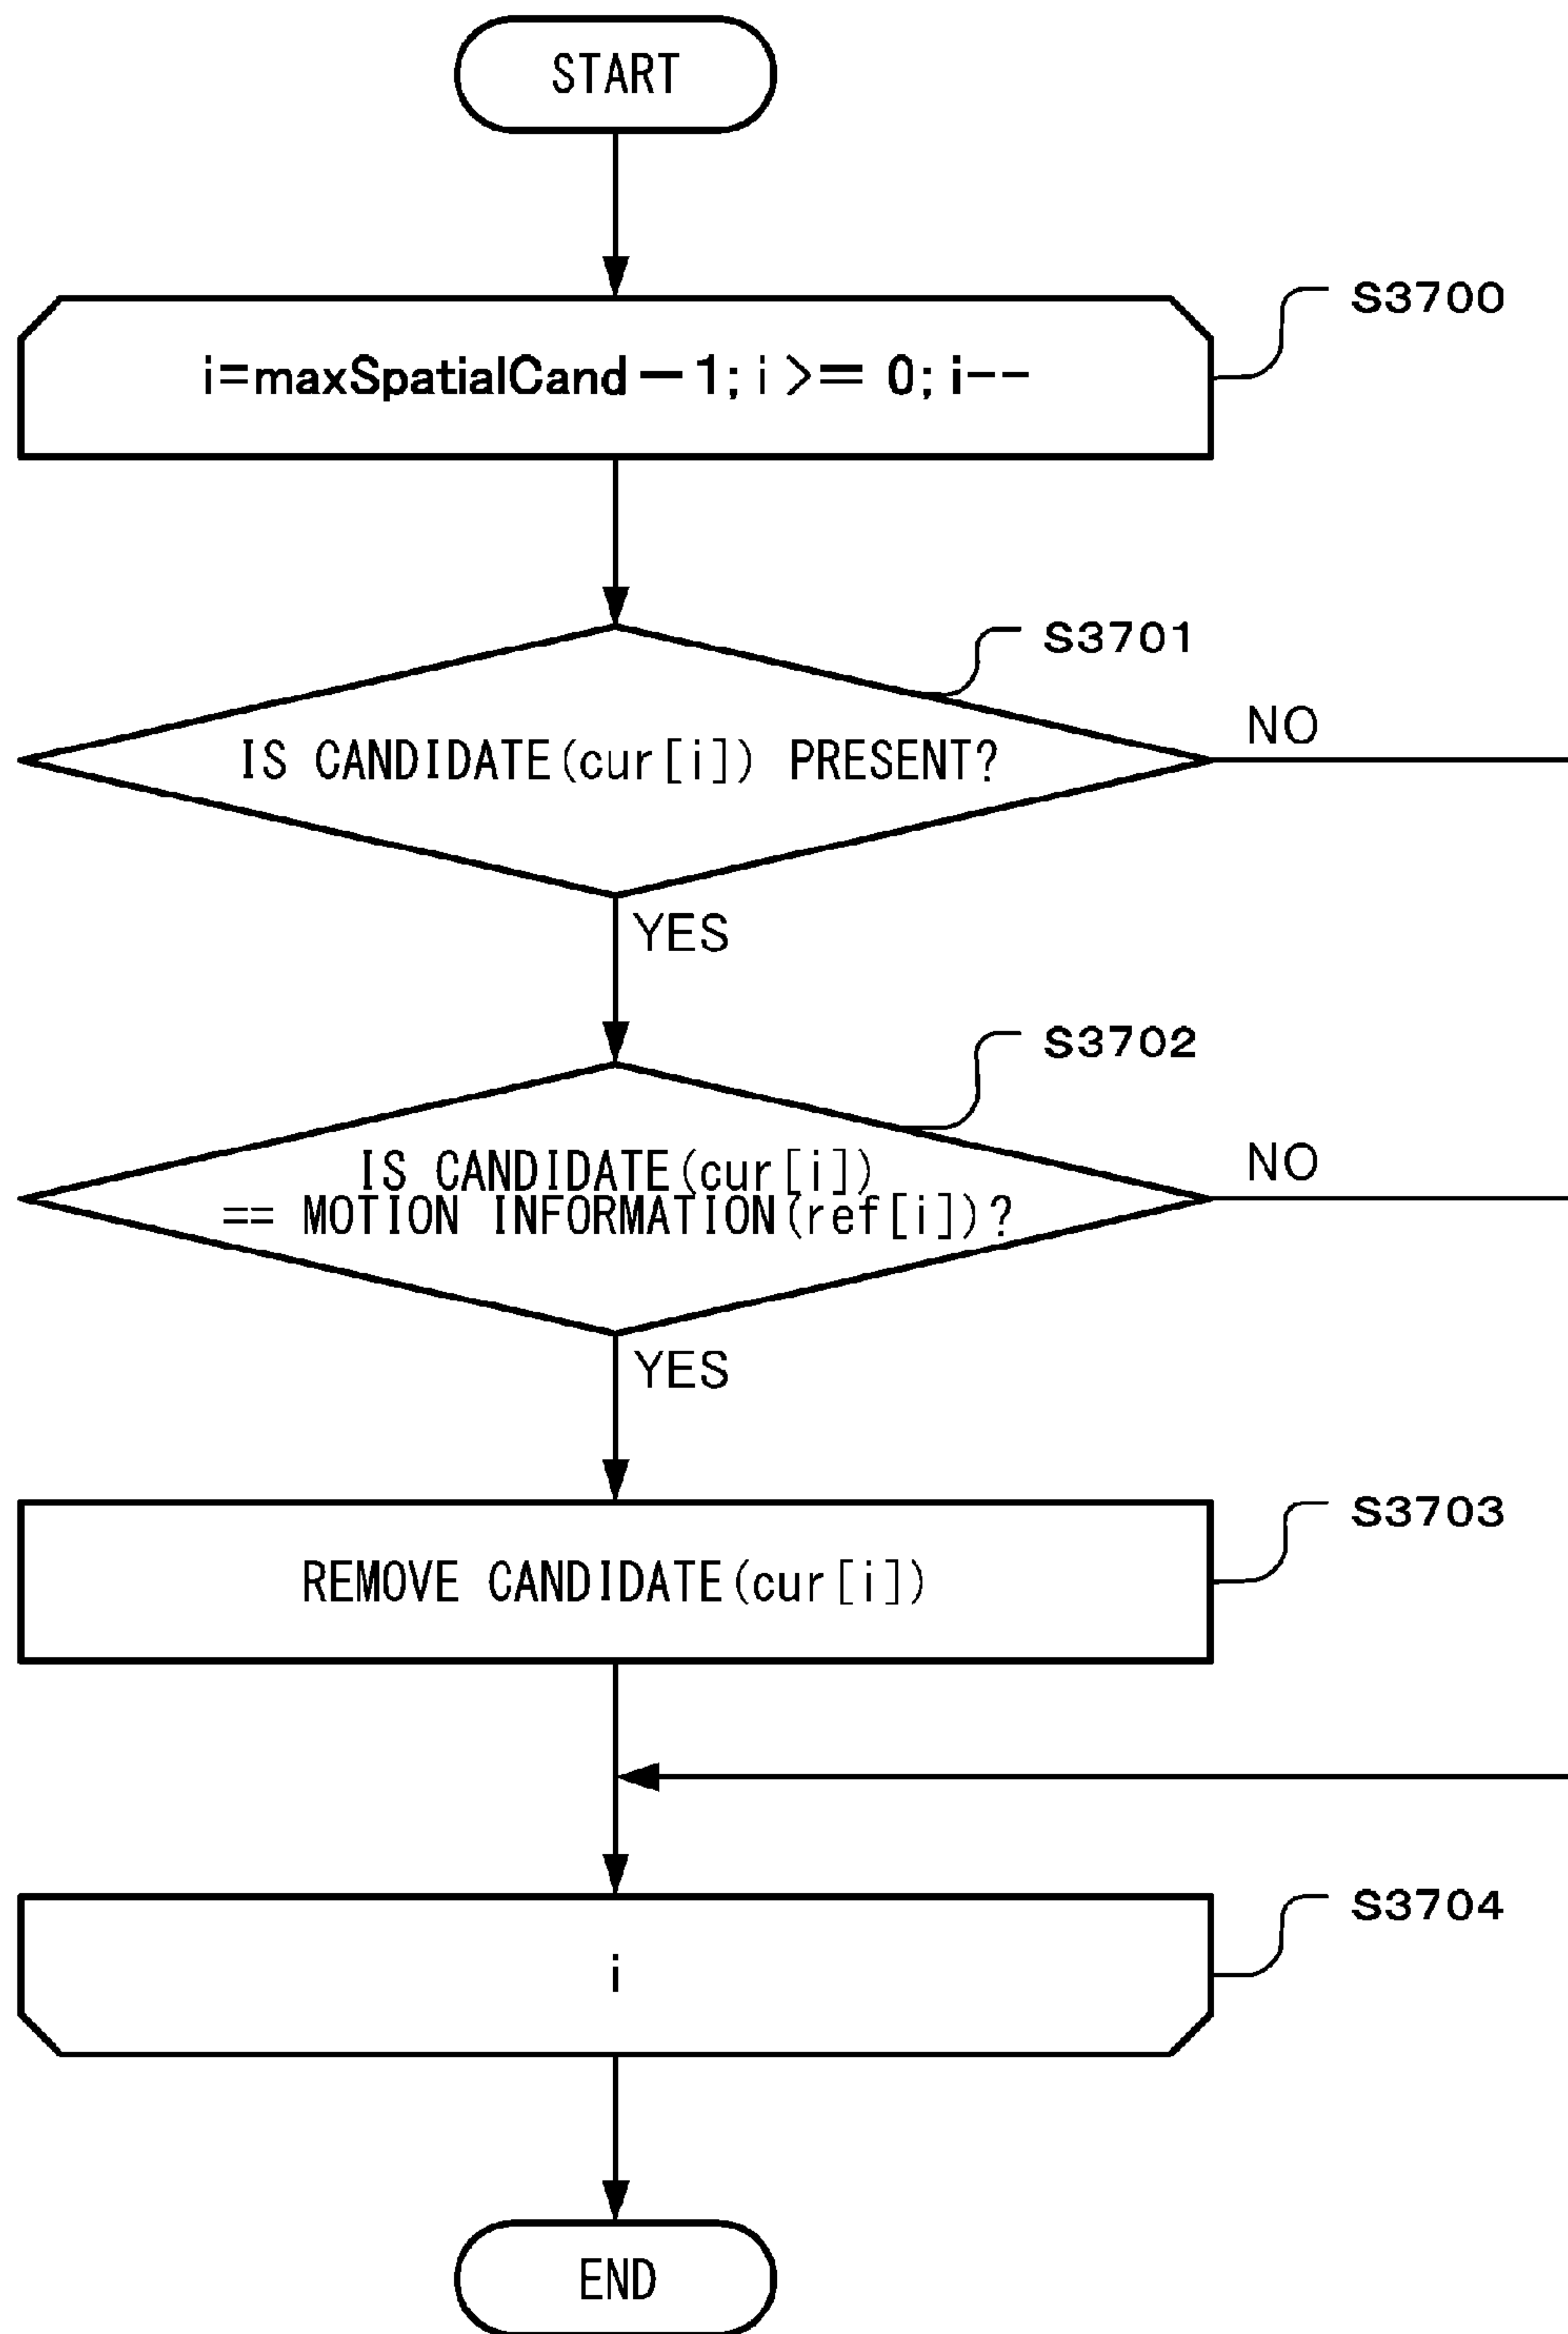 START
i=maxSpatialCand-1; i >= 0; i--
S3700
S3701
IS CANDIDATE(cur[i]) PRESENT?
NO
YES
S3702
IS CANDIDATE(cur[i])
== MOTION INFORMATION(ref[i])?
NO
YES
S3703
REMOVE CANDIDATE(cur[i])
S3704
i
END